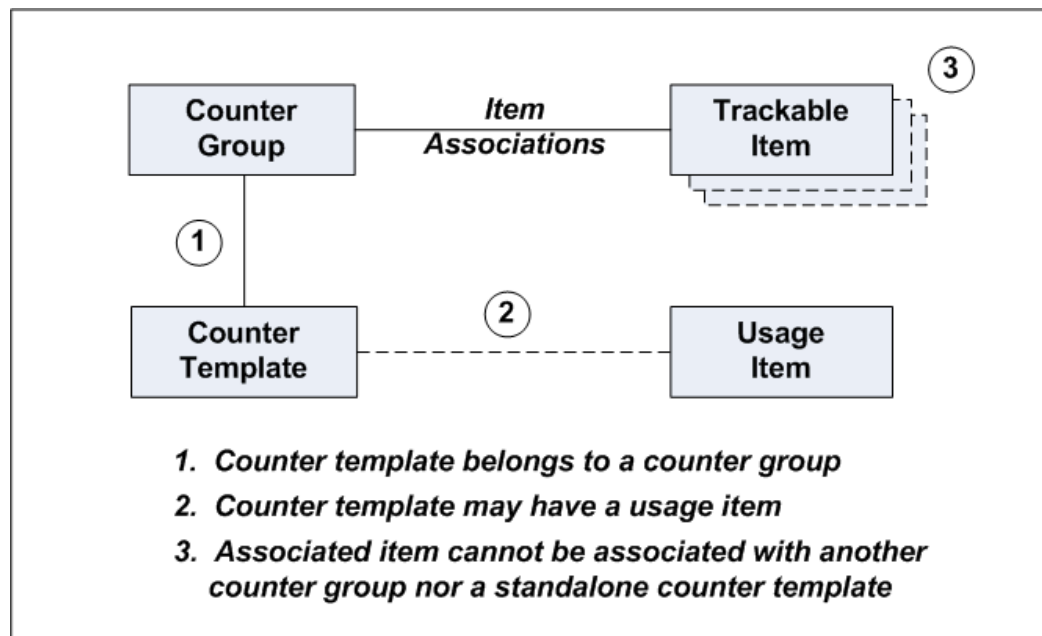 3
Counter
Group
Item
Associations
Trackable
Item
1
2
Counter
Template
Usage
Item
1. Counter template belongs to a counter group
2. Counter template may have a usage item
3. Associated item cannot be associated with another
counter group nor a standalone counter template